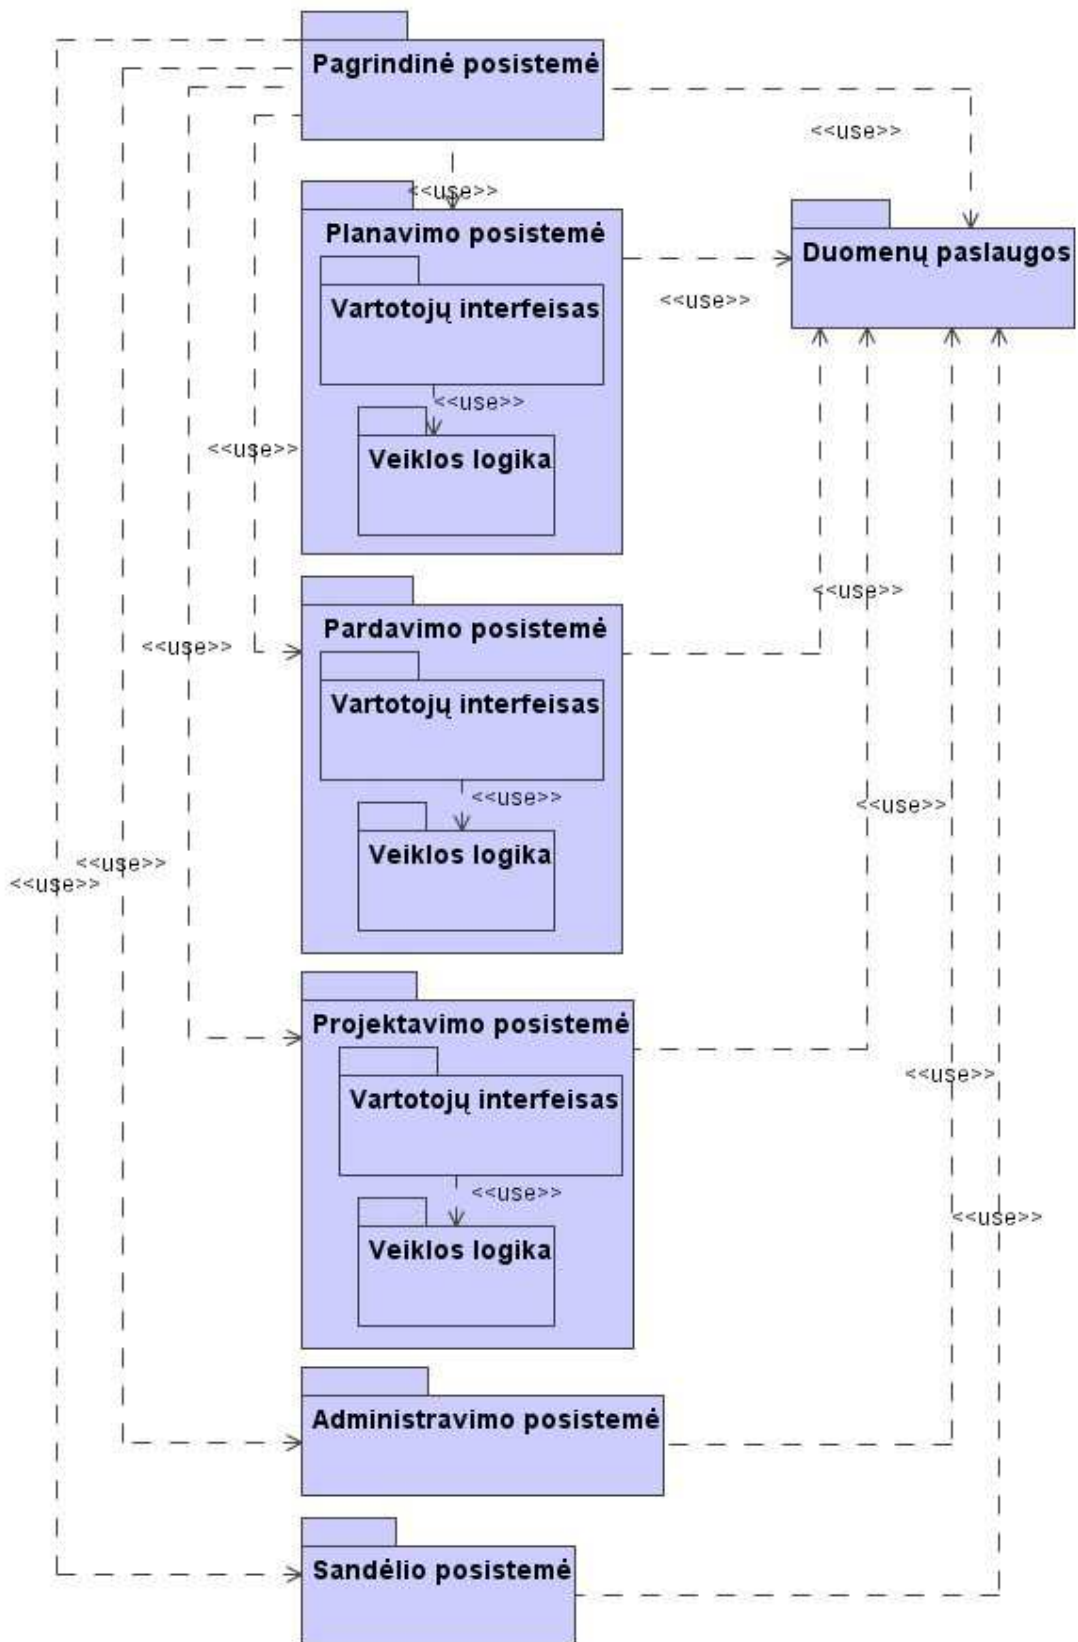 Pagrindinė posistemė
<<use>>
<<use>>
Planavimo posistemė
Duomenų paslaugos
<<use>>
Vartotojų interfeisas
<<use>>
Veiklos logika
<<use>>
Pardavimo posistemė
<<use>>
<<use>>
Vartotojų interfeisas
<<use>>
<<use>>
Veiklos logika
<<use>>
<<use>>
Projektavimo posistemė
<<use>>
Vartotojų interfeisas
<<use>>
<<use>>
Veiklos logika
Administravimo posistemė
Sandėlio posistemė